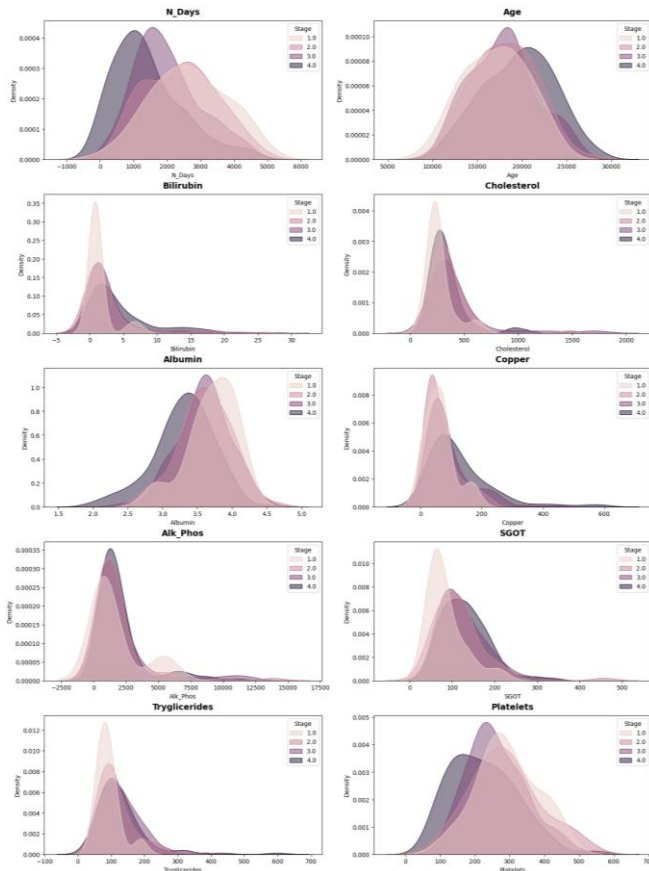 N_Days
Density
0.0004
0.0003
0.0002
0.0001
0.0000
Stage
1.0
2.0
3.0
4.0
−1000 0 1000 2000 3000 4000 5000 6000
N_Days
Age
Density
0.00010
0.00008
0.00006
0.00004
0.00002
0.00000
Stage
1.0
2.0
3.0
4.0
5000 10000 15000 20000 25000 30000
Age
Bilirubin
Density
0.35
0.30
0.25
0.20
0.15
0.10
0.05
0.00
Stage
1.0
2.0
3.0
4.0
−5 0 5 10 15 20 25 30
Bilirubin
Cholesterol
Density
0.004
0.003
0.002
0.001
0.000
Stage
1.0
2.0
3.0
4.0
0 500 1000 1500 2000
Cholesterol
Albumin
Density
1.0
0.8
0.6
0.4
0.2
0.0
Stage
1.0
2.0
3.0
4.0
1.5 2.0 2.5 3.0 3.5 4.0 4.5 5.0
Albumin
Copper
Density
0.008
0.006
0.004
0.002
0.000
Stage
1.0
2.0
3.0
4.0
0 200 400 600
Copper
Alk_Phos
Density
0.00035
0.00030
0.00025
0.00020
0.00015
0.00010
0.00005
0.00000
Stage
1.0
2.0
3.0
4.0
−2500 0 2500 5000 7500 10000 12500 15000 17500
Alk_Phos
SGOT
Density
0.010
0.008
0.006
0.004
0.002
0.000
Stage
1.0
2.0
3.0
4.0
0 100 200 300 400 500
SGOT
Tryglicerides
Density
0.012
0.010
0.008
0.006
0.004
0.002
0.000
Stage
1.0
2.0
3.0
4.0
−100 0 100 200 300 400 500 600 700
Tryglicerides
Platelets
Density
0.005
0.004
0.003
0.002
0.001
0.000
Stage
1.0
2.0
3.0
4.0
0 100 200 300 400 500 600
Platelets